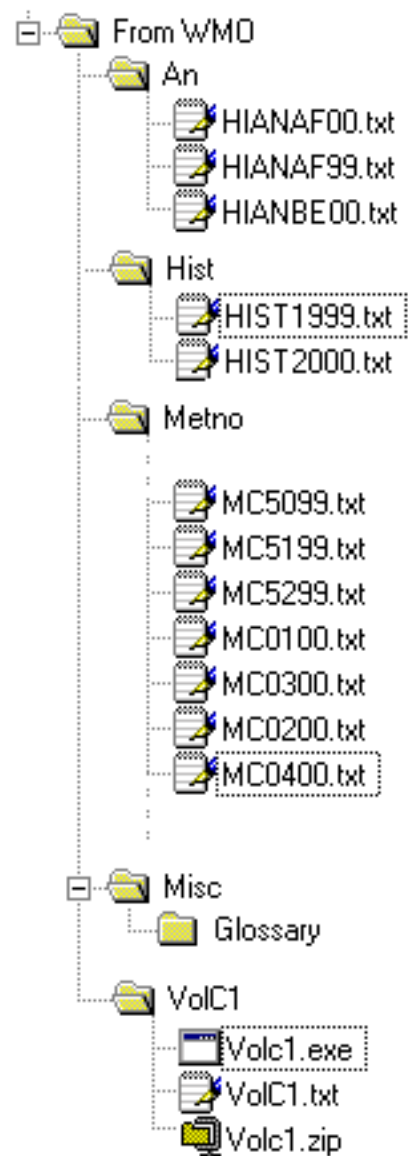 From WMO
An
HIANAF00.txt
HIANAF99.txt
HIANBE00.txt
Hist
HIST1999.txt
HIST2000.txt
Metno
MC5099.txt
MC5199.txt
MC5299.txt
MC0100.txt
MC0300.txt
MC0200.txt
MC0400.txt
Misc
Glossary
VolC1
Volc1.exe
VolC1.txt
Volc1.zip